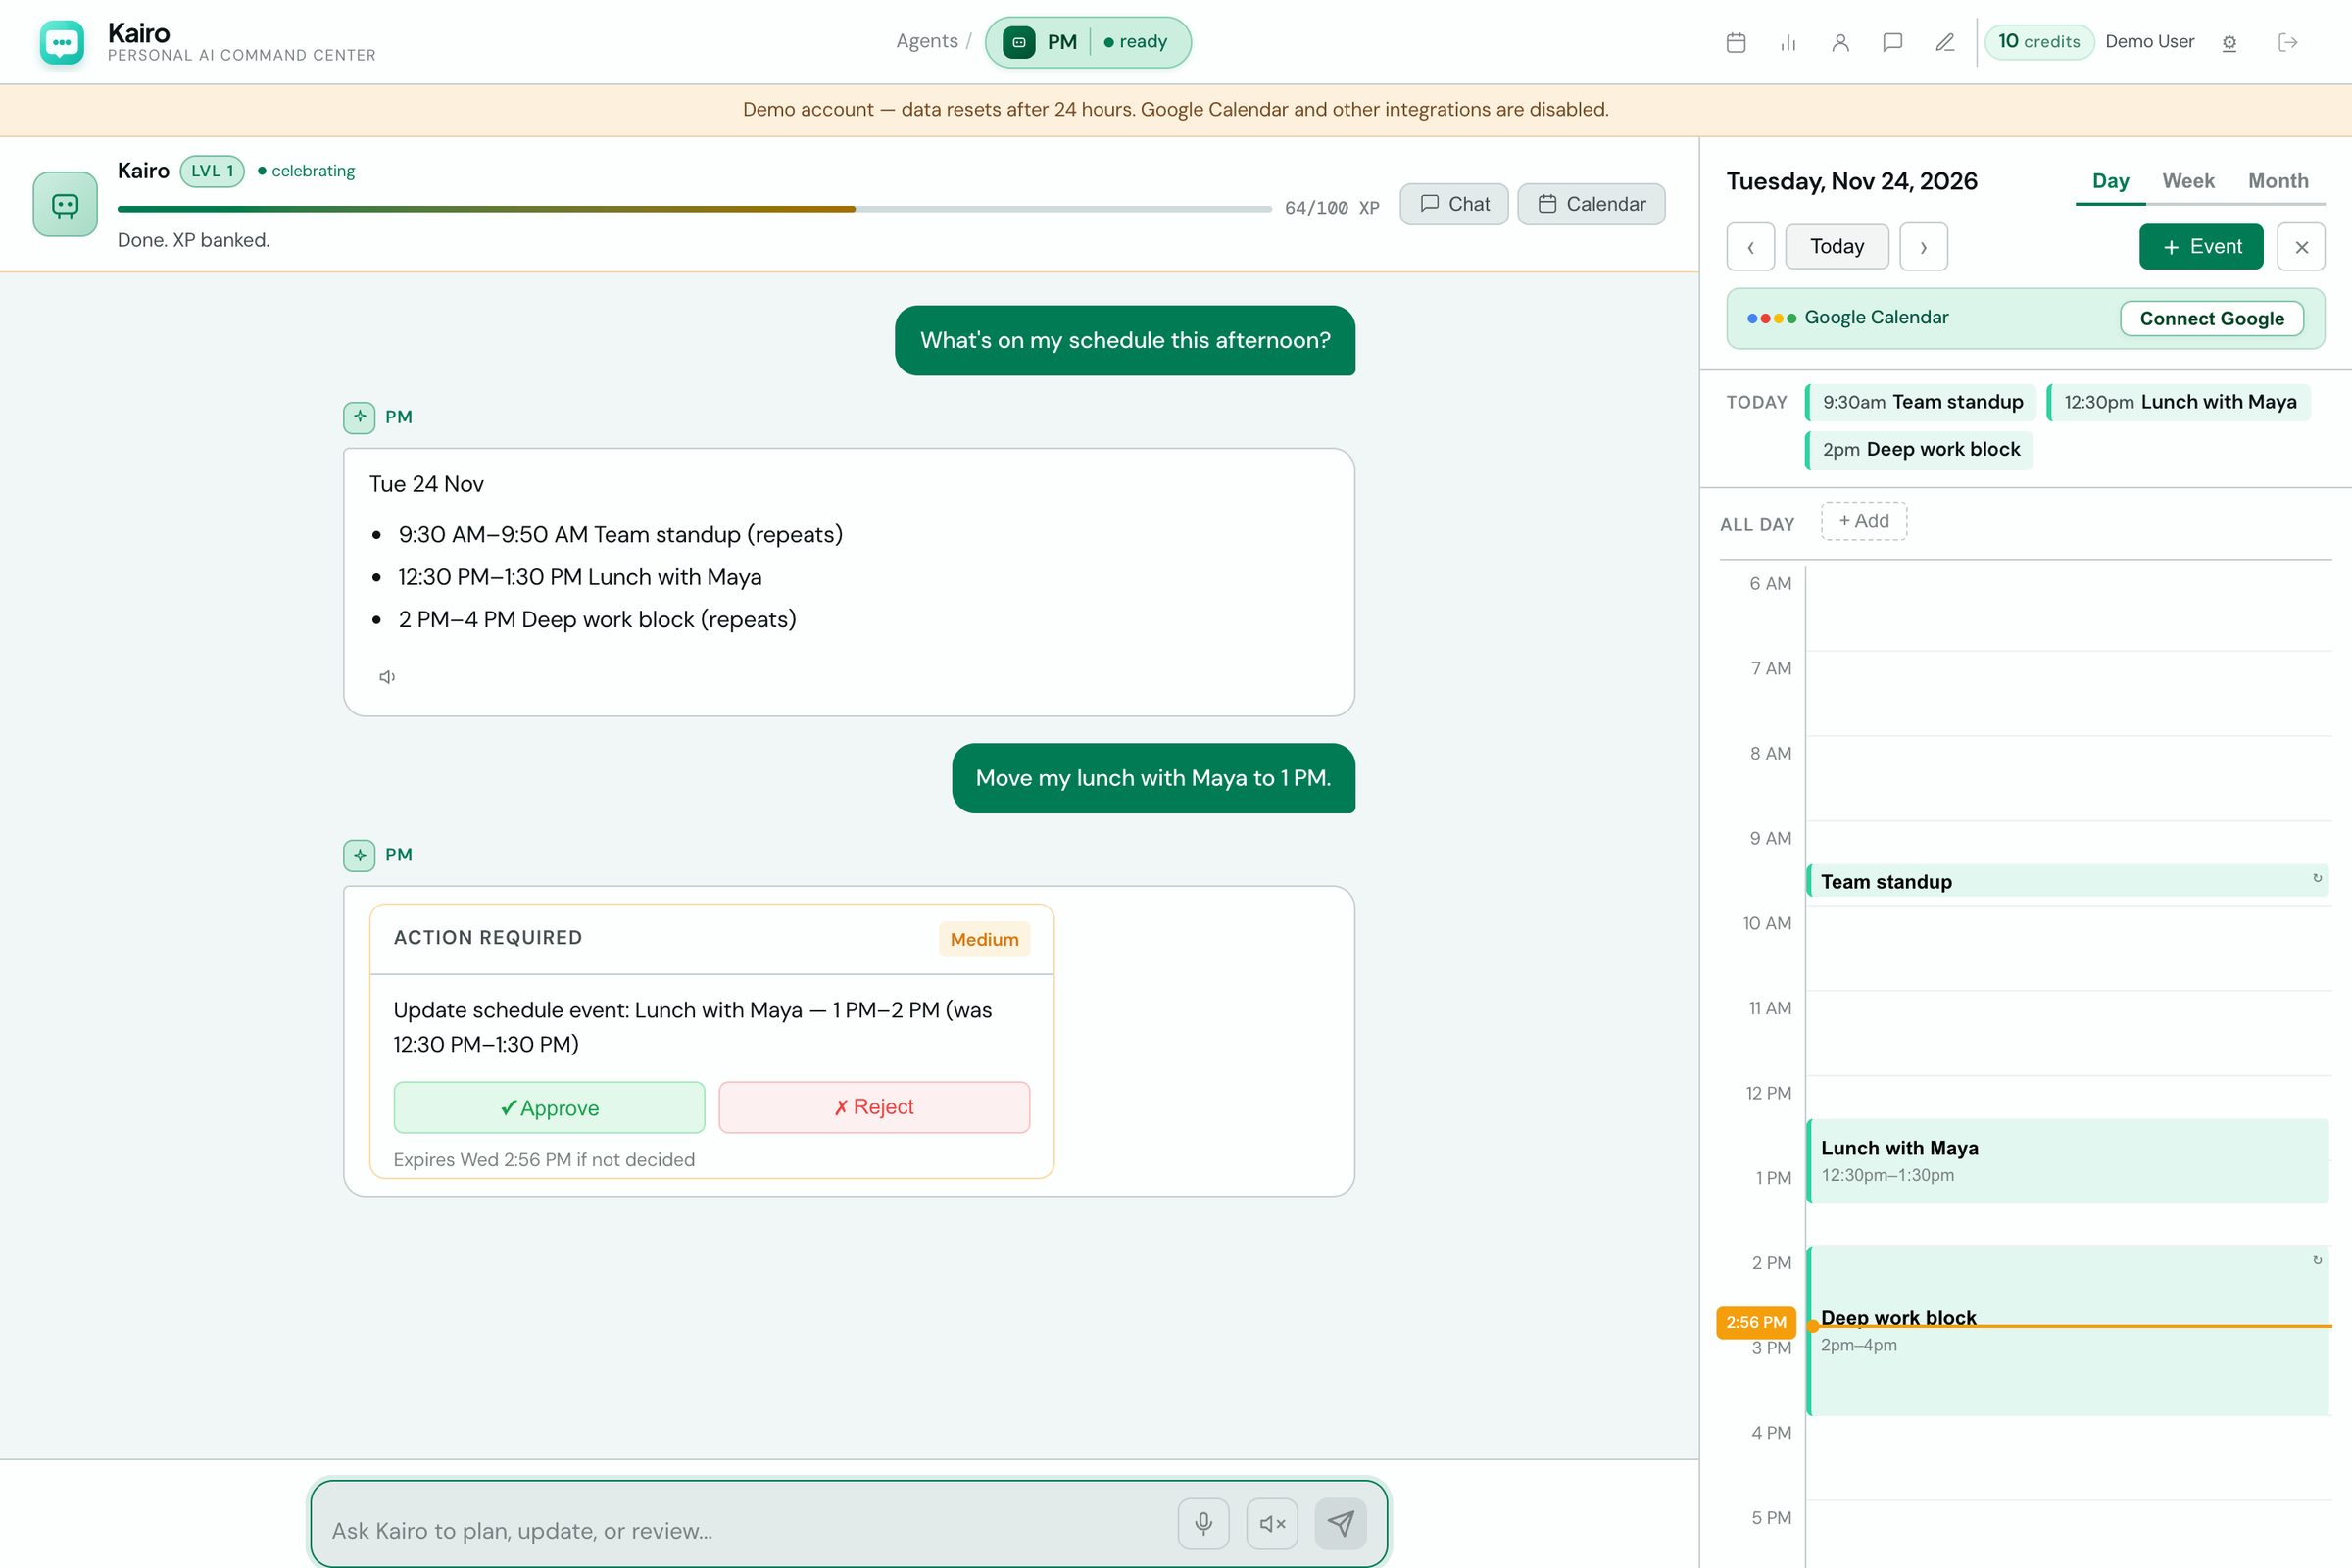 Kairo
PERSONAL AI COMMAND CENTER
Agents /
PM
ready
10 credits
Demo User
Demo account — data resets after 24 hours. Google Calendar and other integrations are disabled.
Kairo
LVL 1
celebrating
64/100 XP
Done. XP banked.
Chat
Calendar
What's on my schedule this afternoon?
PM
Tue 24 Nov
• 9:30 AM–9:50 AM Team standup (repeats)
• 12:30 PM–1:30 PM Lunch with Maya
• 2 PM–4 PM Deep work block (repeats)
Move my lunch with Maya to 1 PM.
PM
ACTION REQUIRED
Medium
Update schedule event: Lunch with Maya — 1 PM–2 PM (was
12:30 PM–1:30 PM)
✓ Approve
✗ Reject
Expires Wed 2:56 PM if not decided
Ask Kairo to plan, update, or review...
Tuesday, Nov 24, 2026
Day
Week
Month
‹
Today
›
+ Event
×
Google Calendar
Connect Google
TODAY
9:30am Team standup
12:30pm Lunch with Maya
2pm Deep work block
ALL DAY
+ Add
6 AM
7 AM
8 AM
9 AM
Team standup
10 AM
11 AM
12 PM
Lunch with Maya
12:30pm–1:30pm
1 PM
2 PM
Deep work block
2:56 PM
2pm–4pm
3 PM
4 PM
5 PM